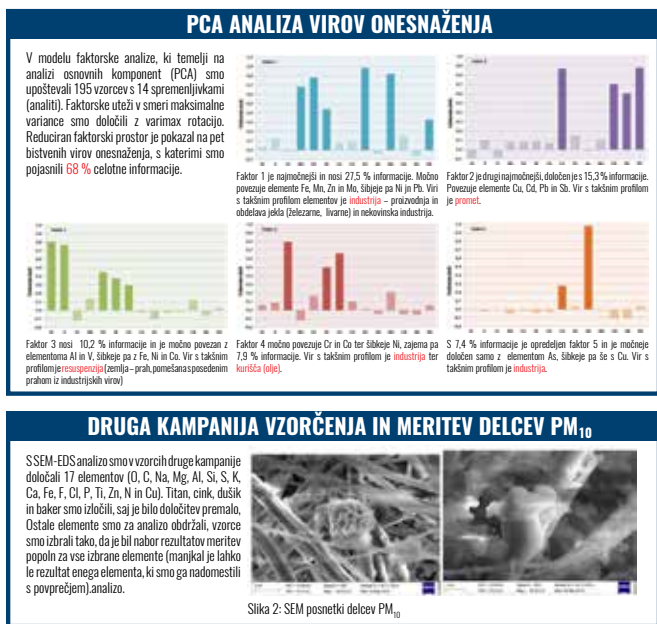 PCA ANALIZA VIROV ONESNAŽENJA
V modelu faktorske analize, ki temelji na
analizi osnovnih komponent (PCA) smo
upoštevali 195 vzorcev s 14 spremenljivkami
(analiti). Faktorske uteži v smeri maksimalne
variance smo določili z varimax rotacijo.
Reduciran faktorski prostor je pokazal na pet
bistvenih virov onesnaženja, s katerimi smo
pojasnili 68 % celotne informacije.
Faktor 1 je najmočnejši in nosi 27,5 % informacije. Močno
povezuje elemente Fe, Mn, Zn in Mo, šibjeje pa Ni jn Pb. Viri
s takšnim profilom elementov je industrija – proizvodnja in
obdelava jekla (železarne, livarne) in nekovinska industrija.
Faktor 2 je drugi najmočnejši, določen je s 15,3 % informacije.
Povezuje elemente Cu, Cd, Pb in Sb. Vir s takšnim profilom
je promet.
Faktor 3 nosi 10,2 % informacije in je močno povezan z
elementoma Al in V, šibkeje pa z Fe, Ni in Co. Vir s takšnim
profilom je resuspenzija (zemlja – prah, pomešana s posedenim
prahom iz industrijskih virov)
Faktor 4 močno povezuje Cr in Co ter šibkeje Ni, zajema pa
7,9 % informacije. Vir s takšnim profilom je industrija ter
kurišča (olje).
S 7,4 % informacije je opredeljen faktor 5 in je močneje
določen samo z elementom As, šibkeje pa še s Cu. Vir s
takšnim profilom je industrija.
DRUGA KAMPANIJA VZORČENJA IN MERITEV DELCEV PM10
S SEM-EDS analizo smo v vzorcih druge kampanije
določali 17 elementov (O, C, Na, Mg, Al, Si, S, K,
Ca, Fe, F, Cl, P, Ti, Zn, N in Cu). Titan, cink, dušik
in baker smo izločili, saj je bilo določitev premalo,
Ostale elemente smo za analizo obdržali, vzorce
smo izbrali tako, da je bil nabor rezultatov meritev
popoln za vse izbrane elemente (manjkal je lahko
le rezultat enega elementa, ki smo ga nadomestili
s povprečjem).analizo.
Slika 2: SEM posnetki delcev PM10